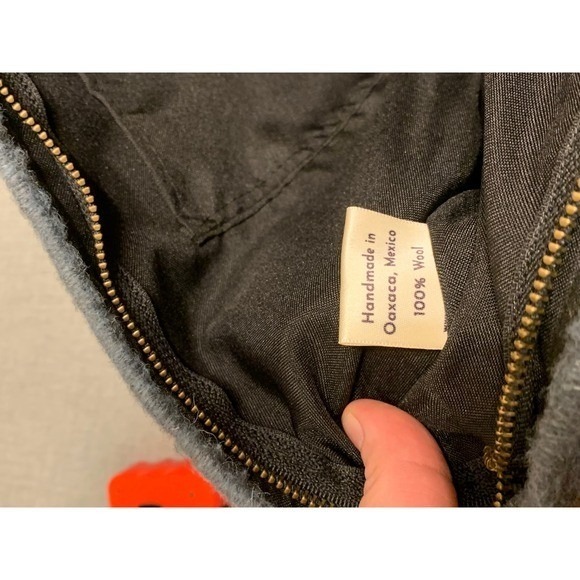 Handmade in
Oaxaca, Mexico
100% Wool